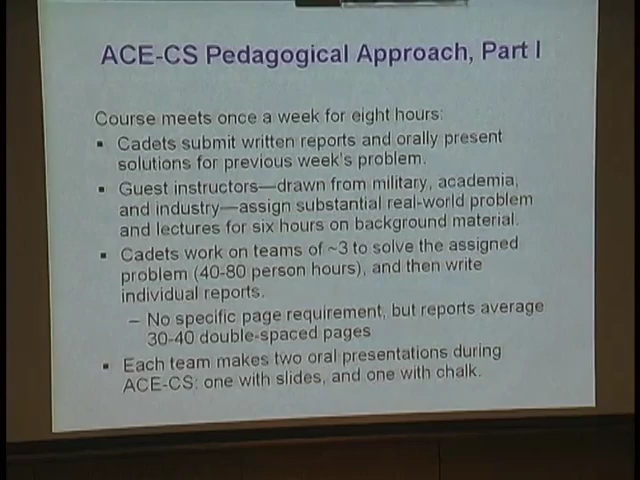 ACE-CS Pedagogical Approach, Part I
Course meets once a week for eight hours:
▪ Cadets submit written reports and orally present
solutions for previous week's problem.
▪ Guest instructors—drawn from military, academia,
and industry—assign substantial real-world problem
and lectures for six hours on background material.
▪ Cadets work on teams of ~3 to solve the assigned
problem (40-80 person hours), and then write
individual reports.
– No specific page requirement, but reports average
30-40 double-spaced pages
▪ Each team makes two oral presentations during
ACE-CS: one with slides, and one with chalk.